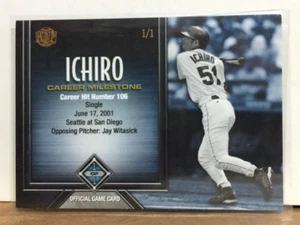 1/1
ICHIRO
CAREER MILESTONE
Career Hit Number 106
Single
June 17, 2001
Seattle at San Diego
Opposing Pitcher: Jay Witasick
OFFICIAL GAME CARD
ICHIRO
51